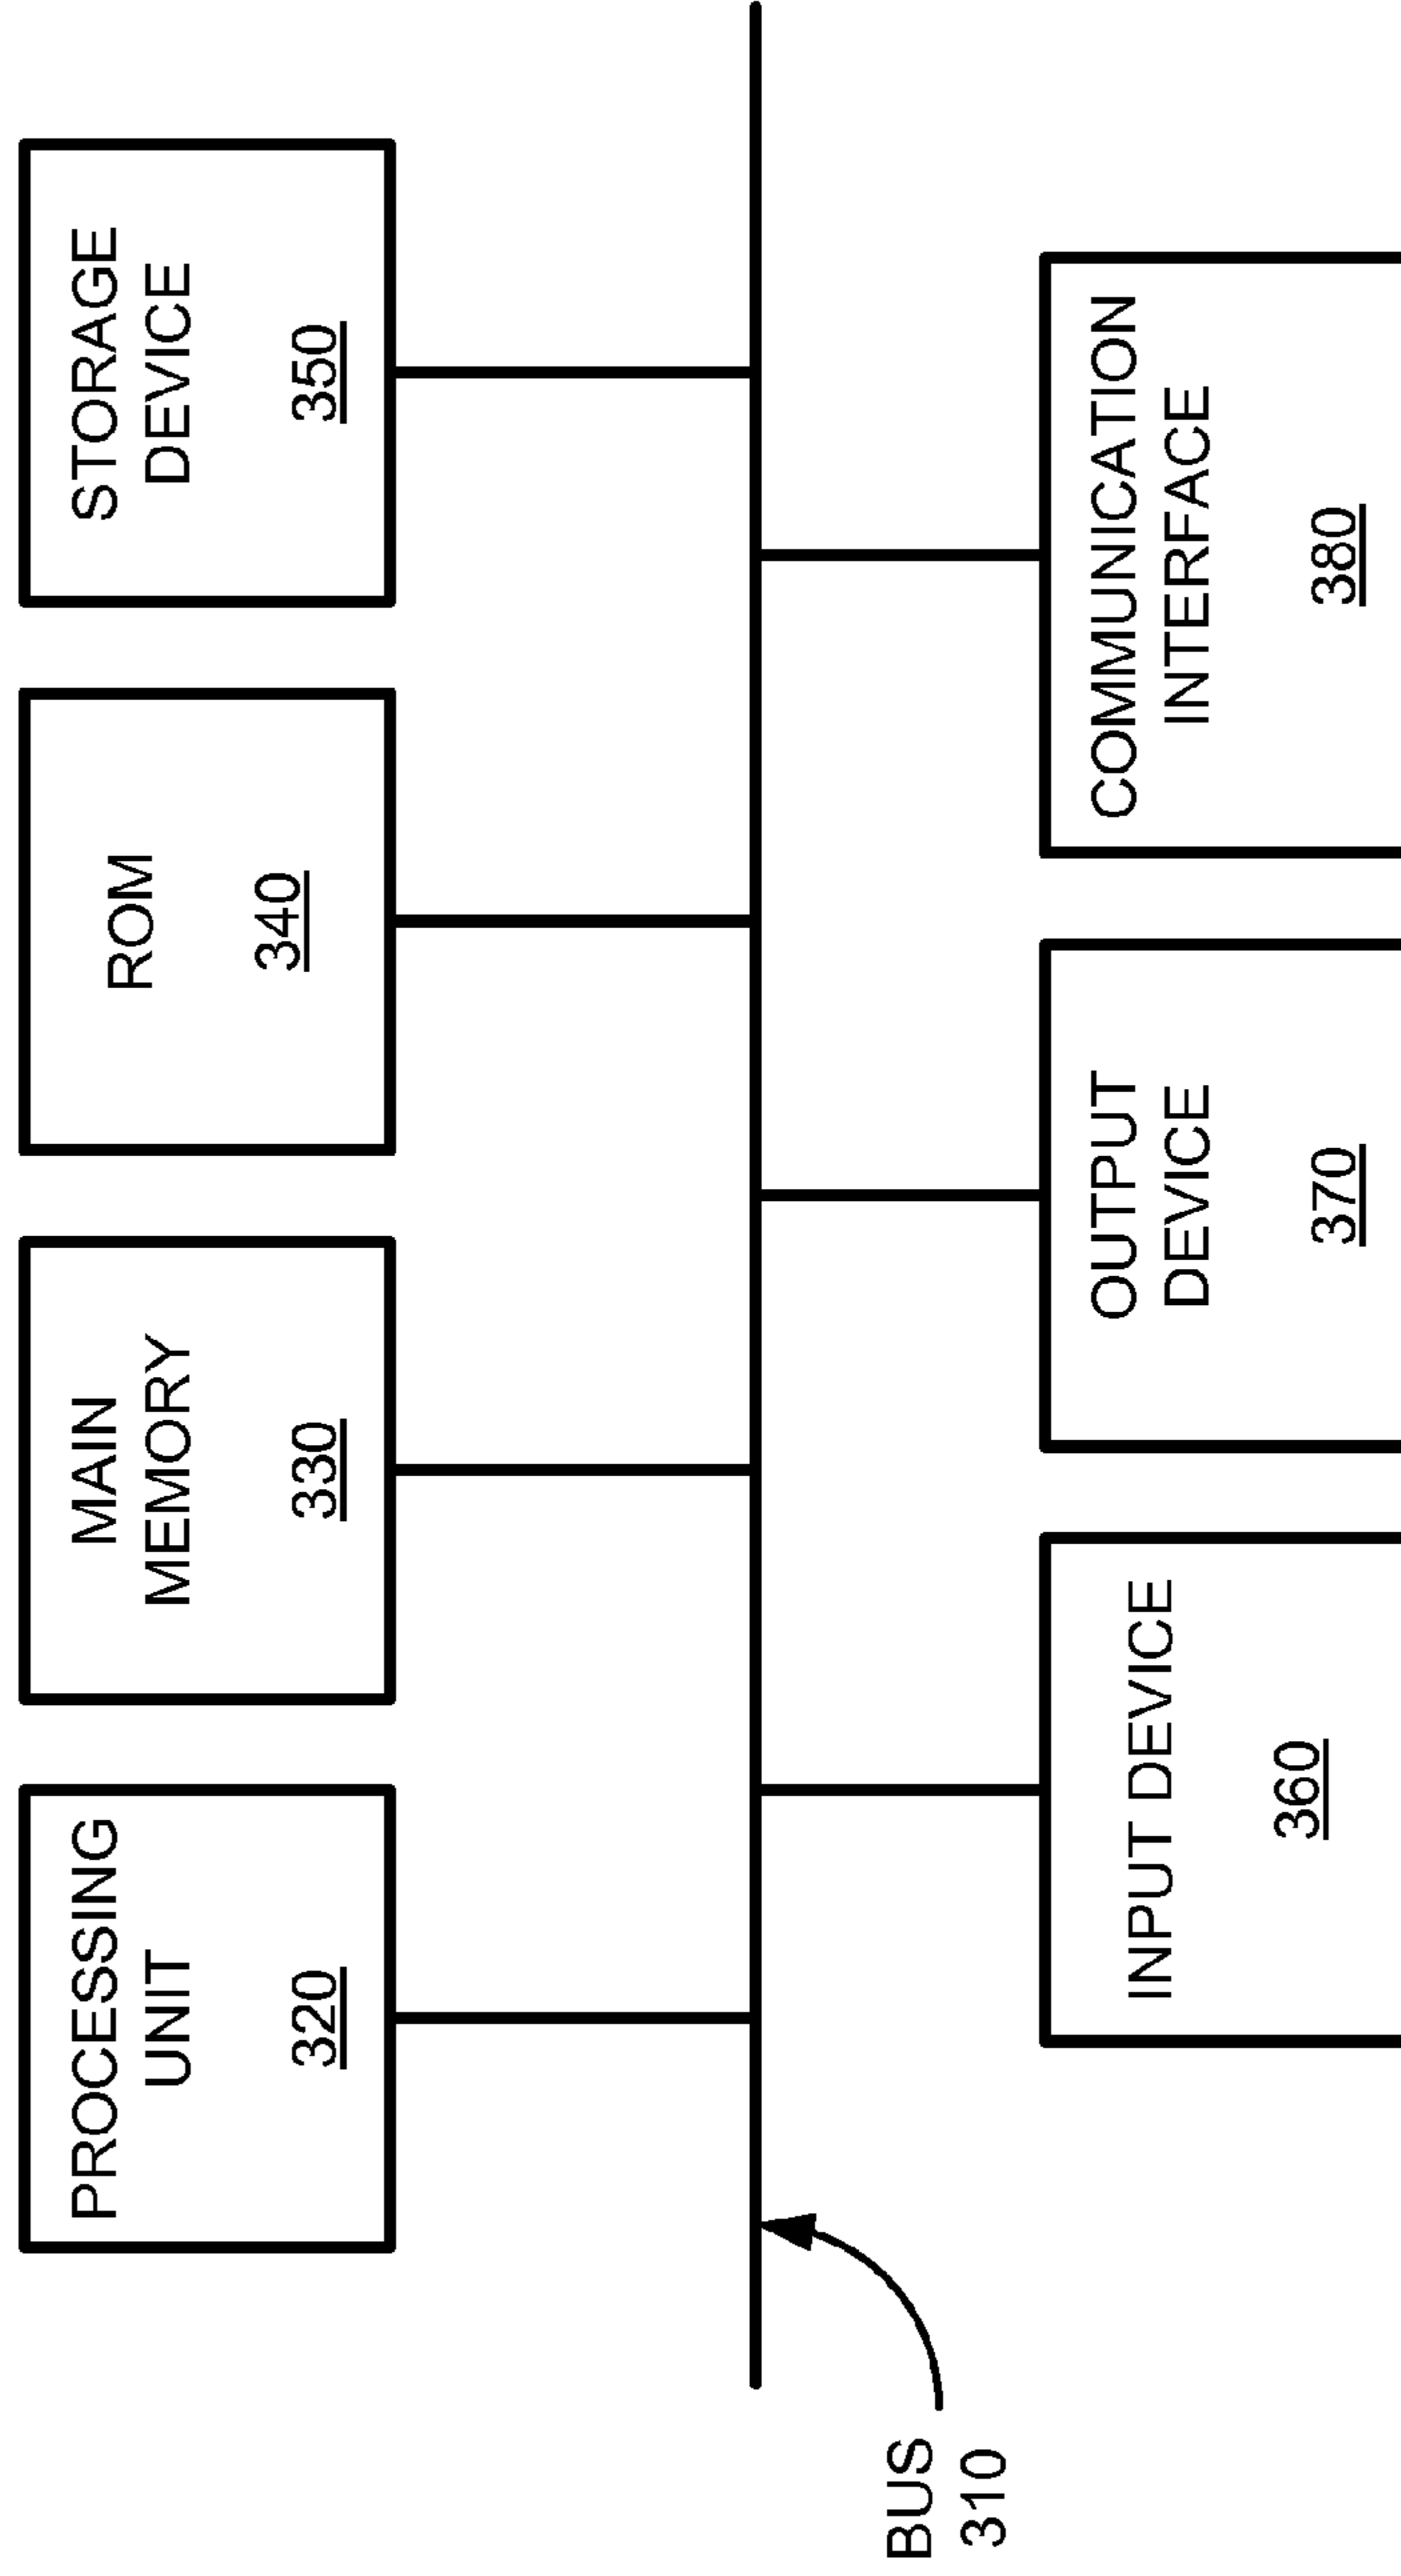 PROCESSING
UNIT
320
MAIN
MEMORY
330
ROM
340
STORAGE
DEVICE
350
BUS
310
INPUT DEVICE
360
OUTPUT
DEVICE
370
COMMUNICATION
INTERFACE
380